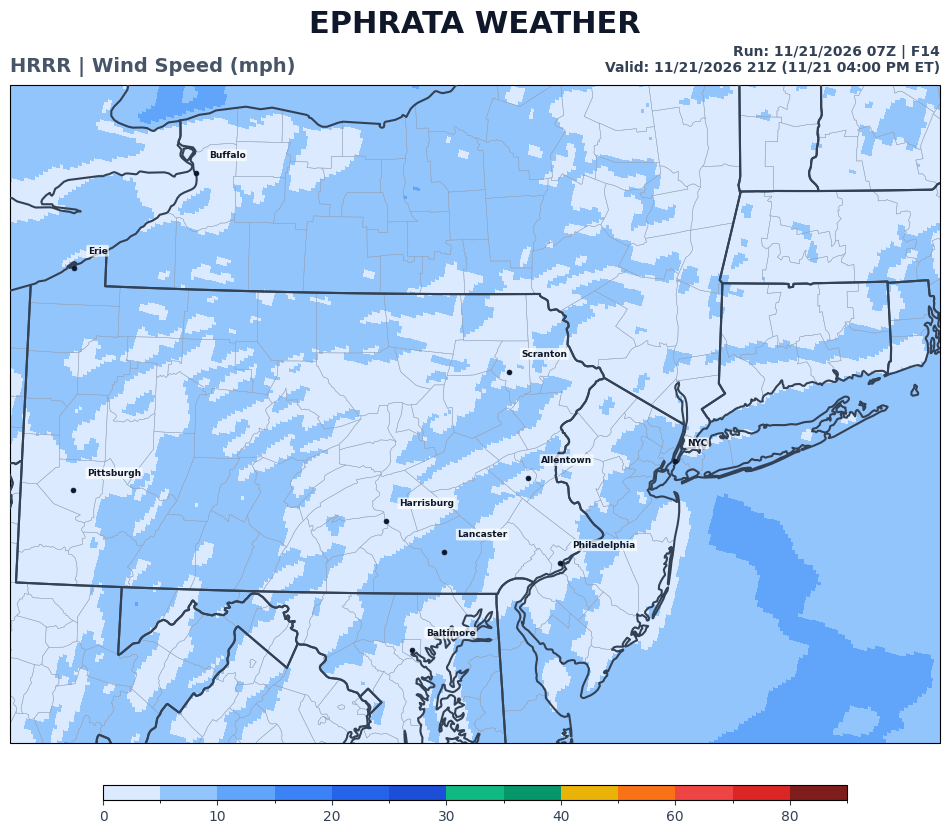 EPHRATA WEATHER
Run: 11/21/2026 07Z | F14
HRRR | Wind Speed (mph)
Valid: 11/21/2026 21Z (11/21 04:00 PM ET)
Buffalo
Erie
Scranton
NYC
Allentown
Pittsburgh
Harrisburg
Lancaster
Philadelphia
Baltimore
0 10 20 30 40 50 60 70 80